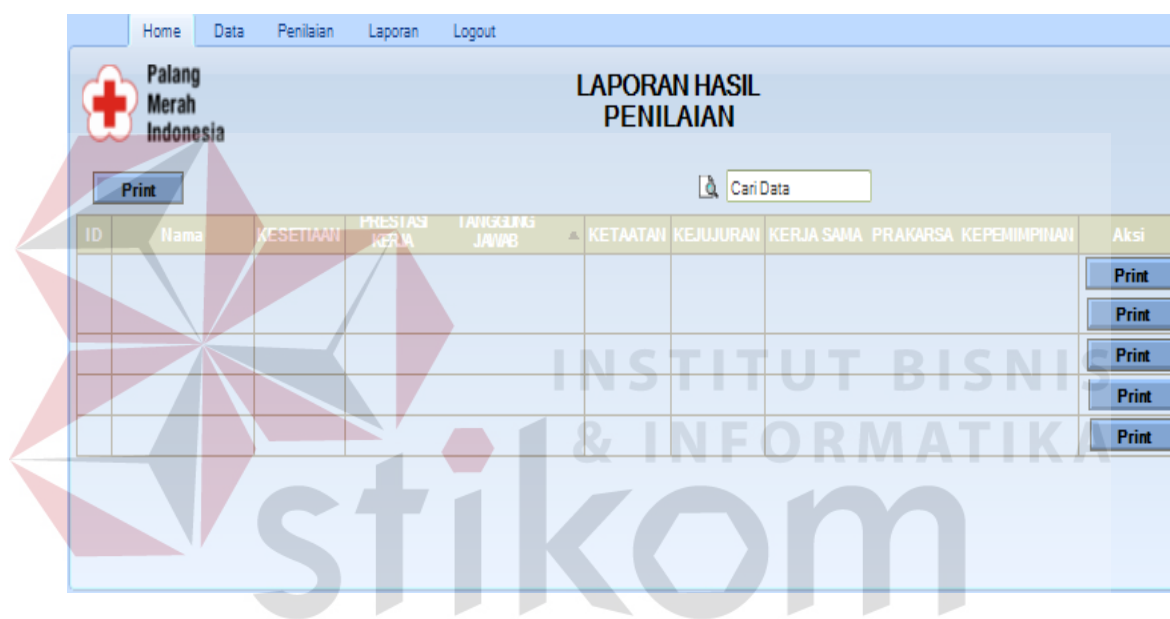 Home Data Penilaian Laporan Logout
Palang
Merah
Indonesia
LAPORAN HASIL
PENILAIAN
Print
Cari Data
ID Nama KESETIAAN PRESTASI KERJA TANGGUNG JAWAB KETAATAN KEJUJURAN KERJA SAMA PRAKARSA KEPEMIMPINAN Aksi
Print
Print
Print
Print
Print
INSTITUT BISNIS
& INFORMATIKA
stikom